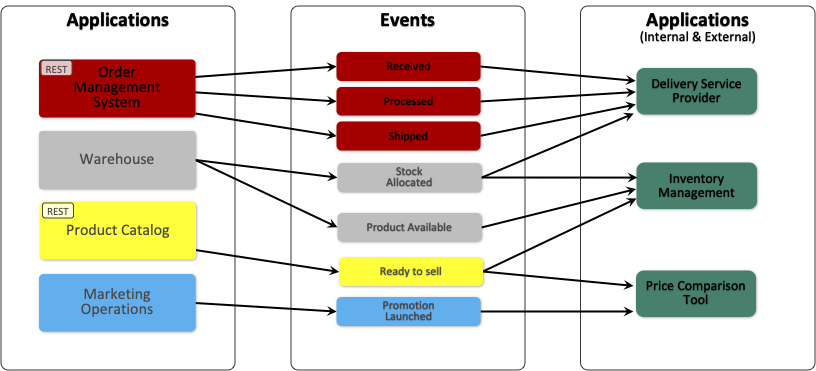 Applications
REST
Order
Management
System
Warehouse
REST
Product Catalog
Marketing
Operations
Events
Received
Processed
Shipped
Stock
Allocated
Product Available
Ready to sell
Promotion
Launched
Applications
(Internal & External)
Delivery Service
Provider
Inventory
Management
Price Comparison
Tool